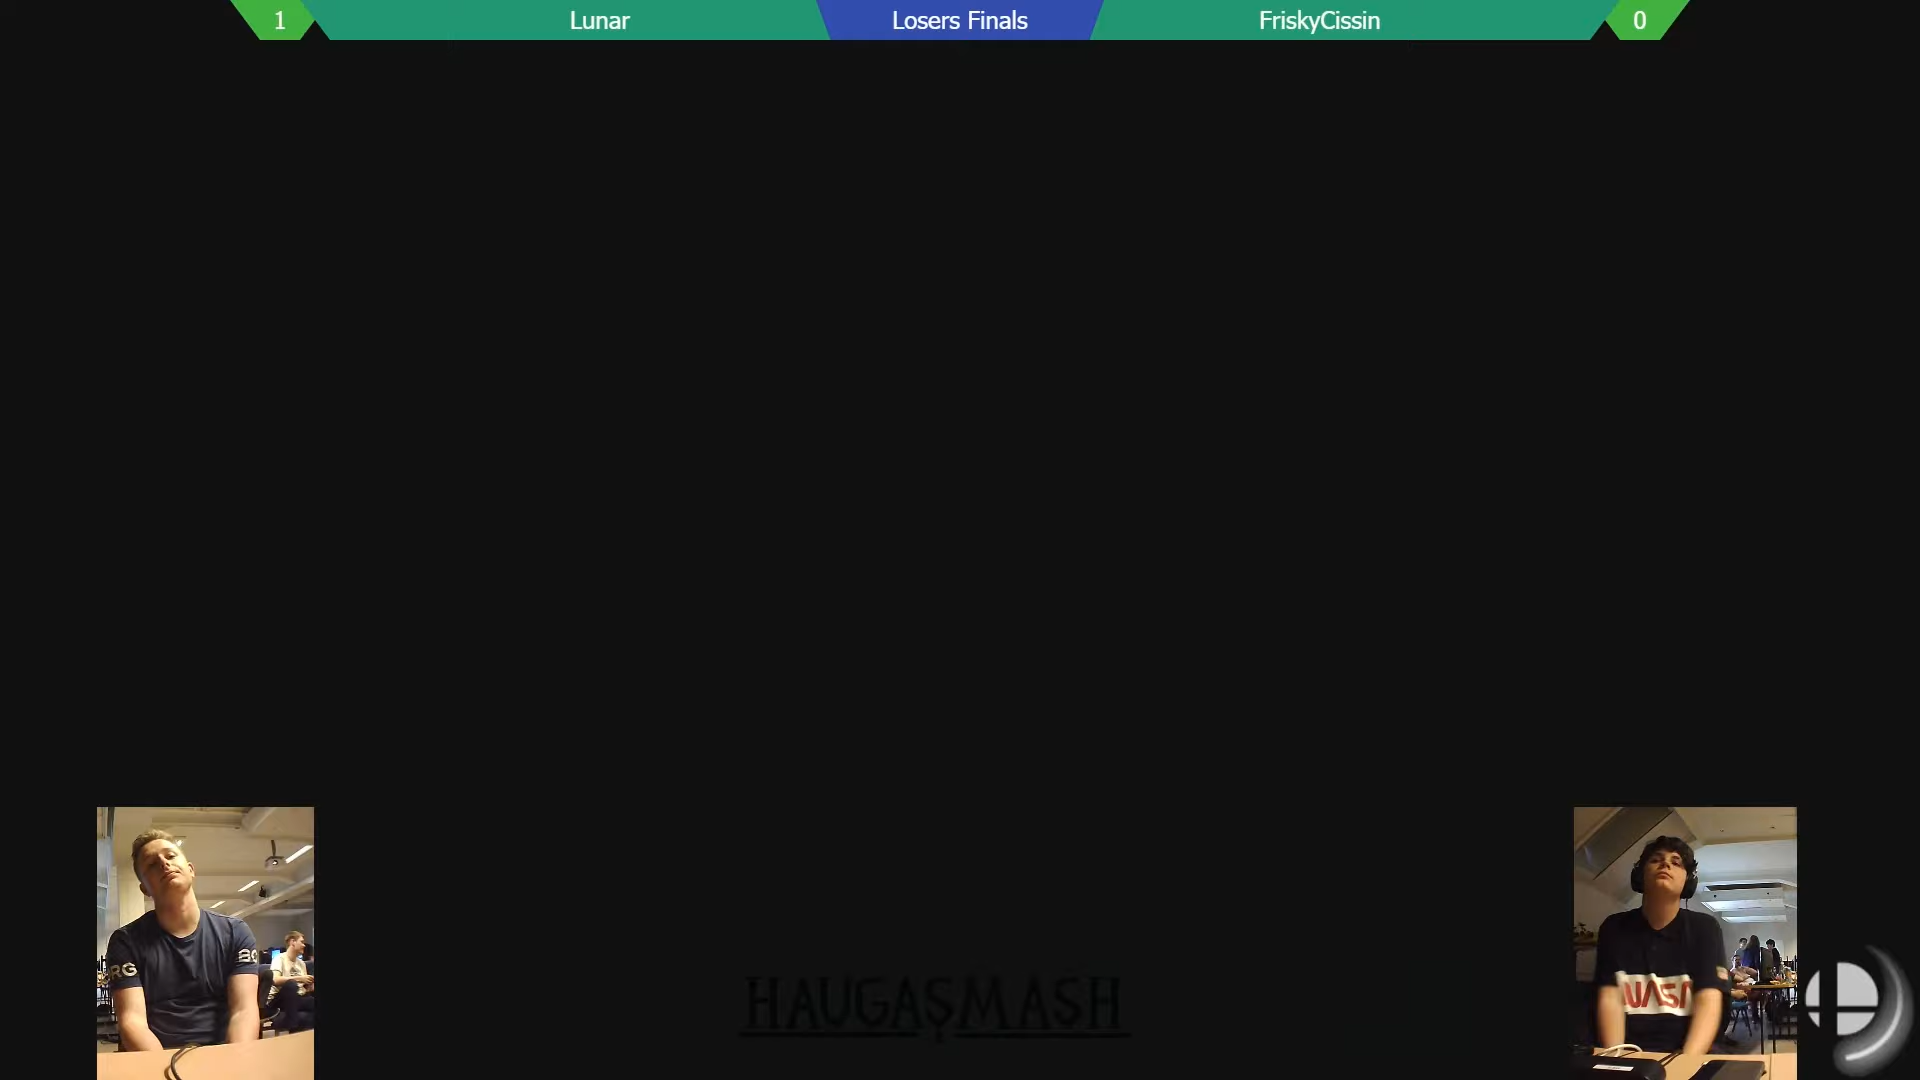 1
Lunar
Losers Finals
FriskyCissin
0
HAUGASMASH
NASA